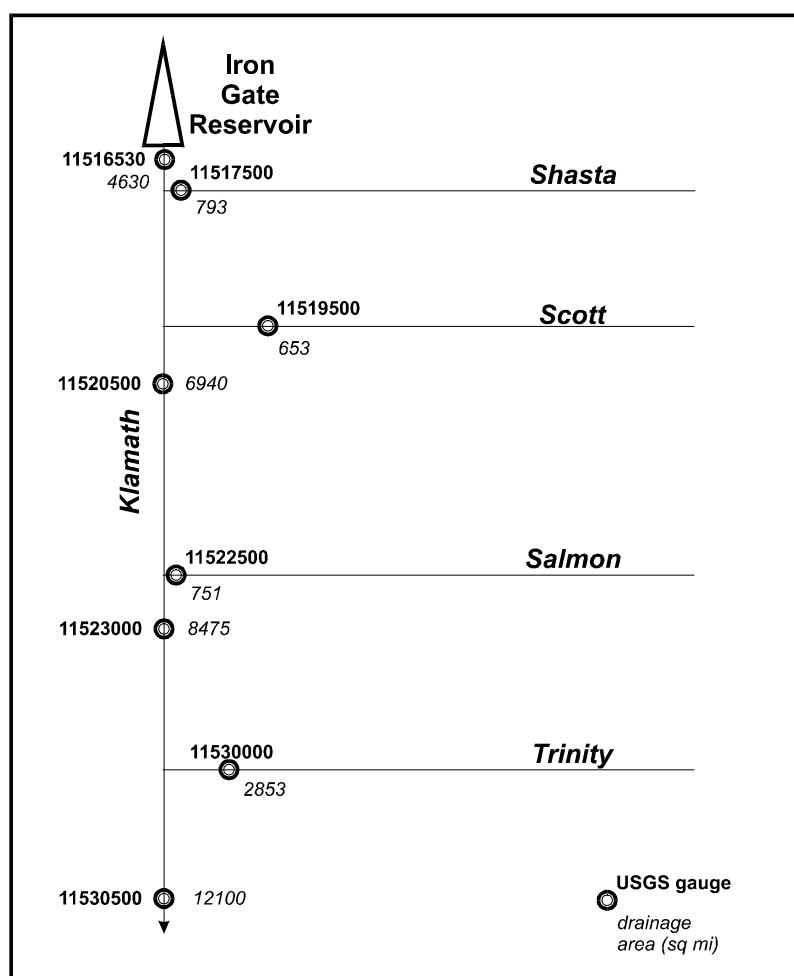 Iron
Gate
Reservoir
11516530
4630
11517500
793
Shasta
11519500
653
Scott
11520500
6940
Klamath
11522500
751
Salmon
11523000
8475
11530000
2853
Trinity
11530500
12100
USGS gauge
drainage
area (sq mi)